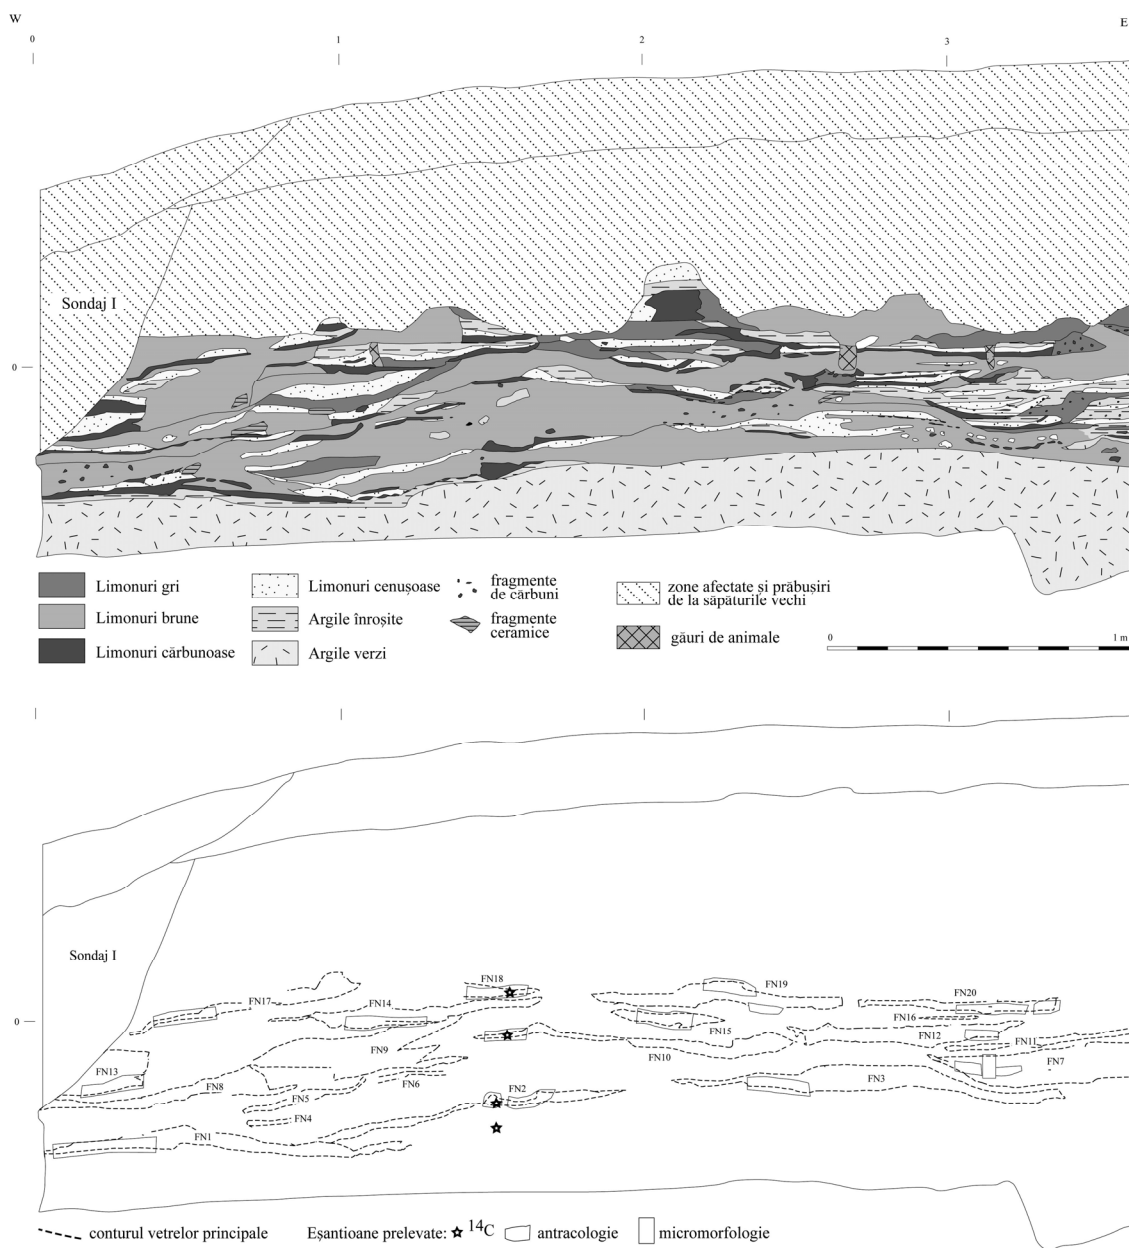 W
E
0 1 2 3
Sondaj I
0
Limonuri gri
Limonuri brune
Limonuri cărbunoase
Limonuri cenușoase
Argile înroșite
Argile verzi
fragmente
de cărbuni
fragmente
ceramice
zone afectate și prăbușiri
de la săpăturile vechi
găuri de animale
0 1 m
Sondaj I
0
FN18
FN19
FN17
FN14
FN20
FN16
FN15
FN12
FN11
FN9
FN10
FN7
FN13
FN8
FN6
FN5
FN2
FN3
FN4
FN1
conturul vetrelor principale
Eșantioane prelevate: 14C antracologie micromorfologie